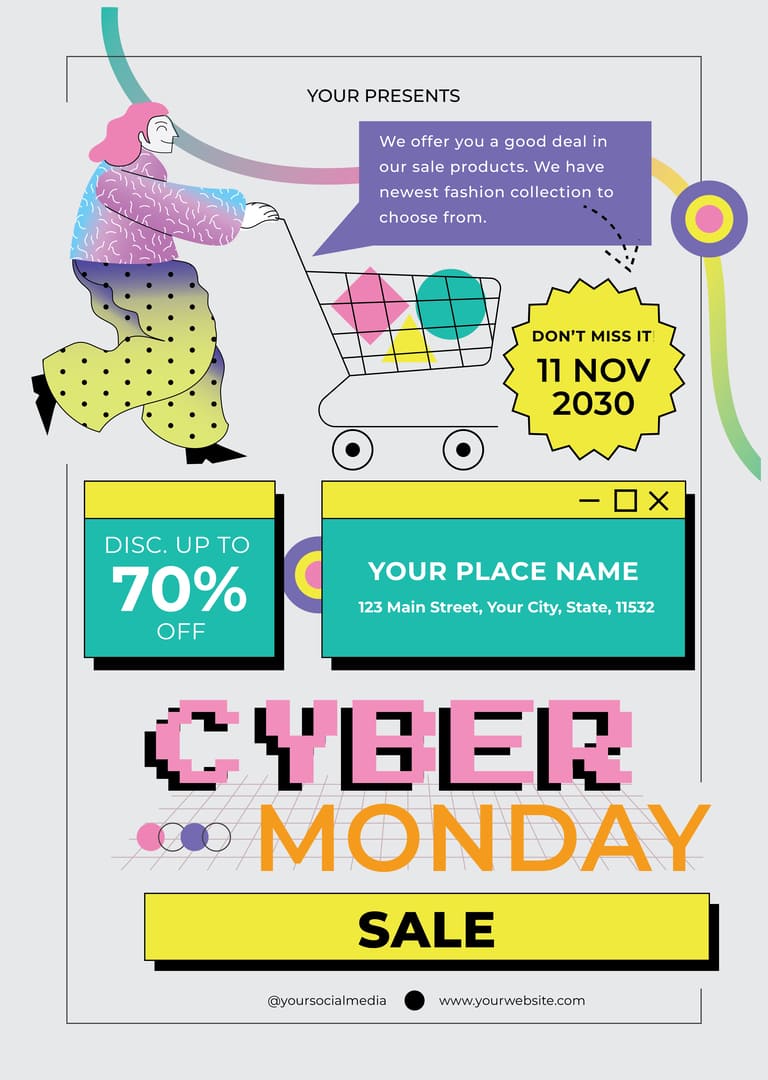 YOUR PRESENTS
We offer you a good deal in
our sale products. We have
newest fashion collection to
choose from.
DON'T MISS IT!
11 NOV
2030
DISC. UP TO
70%
OFF
YOUR PLACE NAME
123 Main Street, Your City, State, 11532
CYBER
MONDAY
SALE
@yoursocialmedia
www.yourwebsite.com